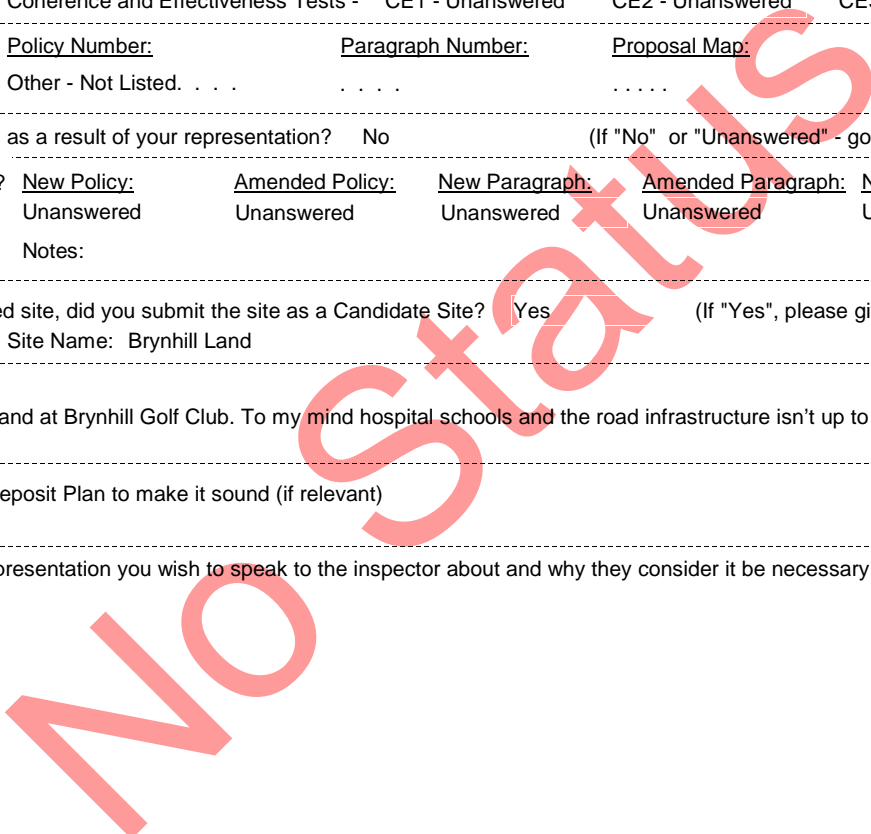 Coherence and Effectiveness Tests - CE1 - Unanswered CE2 - Unanswered
Policy Number: Paragraph Number: Proposal Map:
Other - Not Listed. . . . . . . . . . . . .
as a result of your representation? No (If "No" or "Unanswered" - go
? New Policy: Amended Policy: New Paragraph: Amended Paragraph: N
Unanswered Unanswered Unanswered Unanswered U
Notes:
ed site, did you submit the site as a Candidate Site? Yes (If "Yes", please gi
Site Name: Brynhill Land
and at Brynhill Golf Club. To my mind hospital schools and the road infrastructure isn’t up to
eposit Plan to make it sound (if relevant)
presentation you wish to speak to the inspector about and why they consider it be necessary
No Status